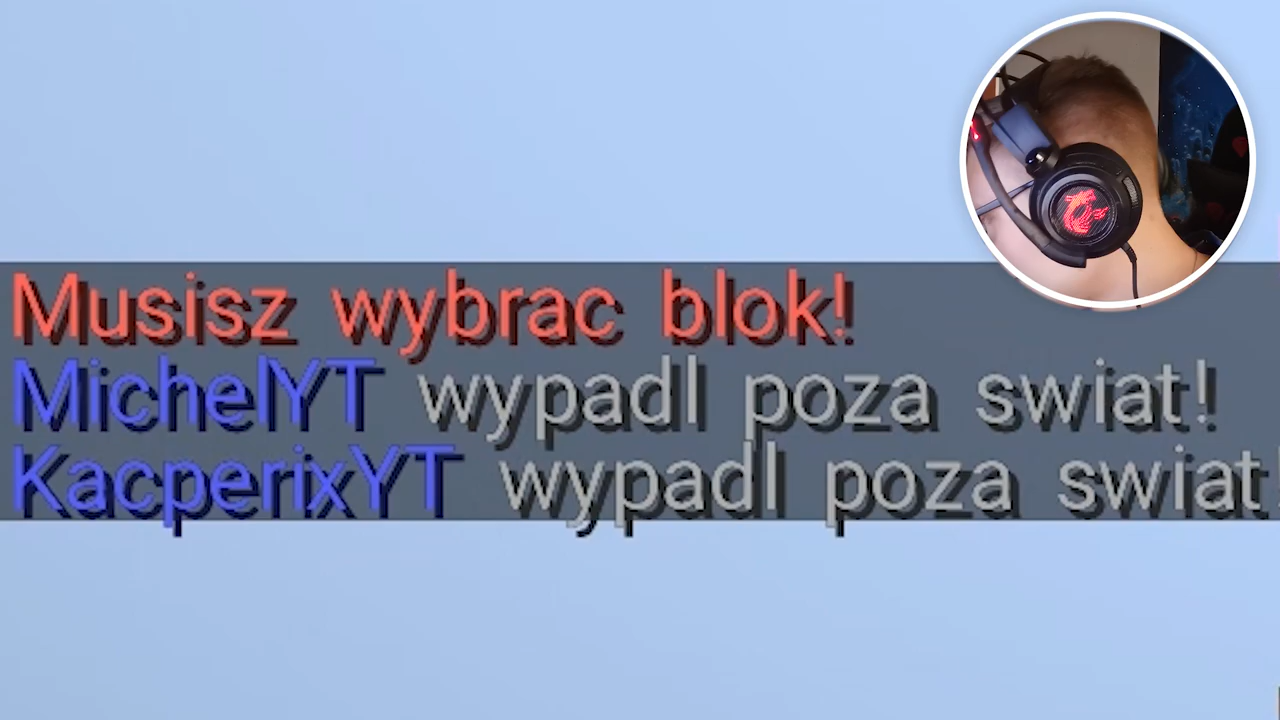 Musisz wybrac blok!
MichelYT wypadl poza swiat!
KacperixYT wypadl poza swiat